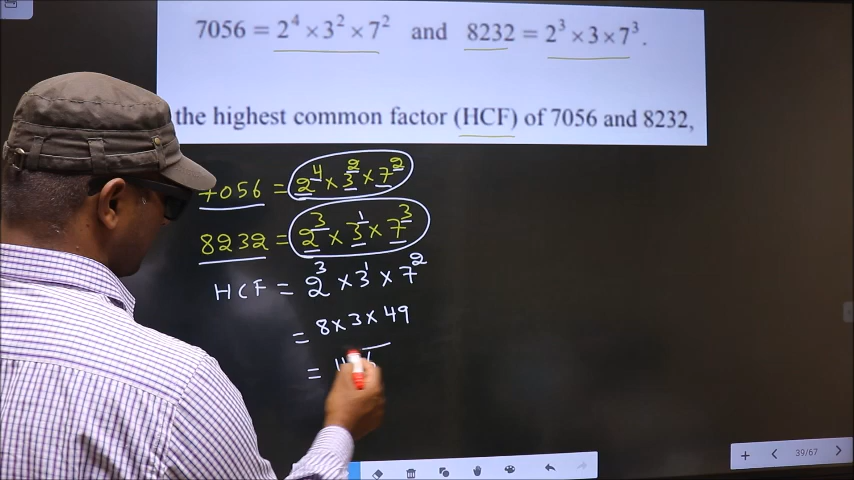 7056 = 2⁴ × 3² × 7² and 8232 = 2³ × 3 × 7³.
the highest common factor (HCF) of 7056 and 8232,
7056 = 2⁴ × 3² × 7²
8232 = 2³ × 3¹ × 7³
HCF = 2³ × 3¹ × 7²
= 8 × 3 × 49
=
39/67